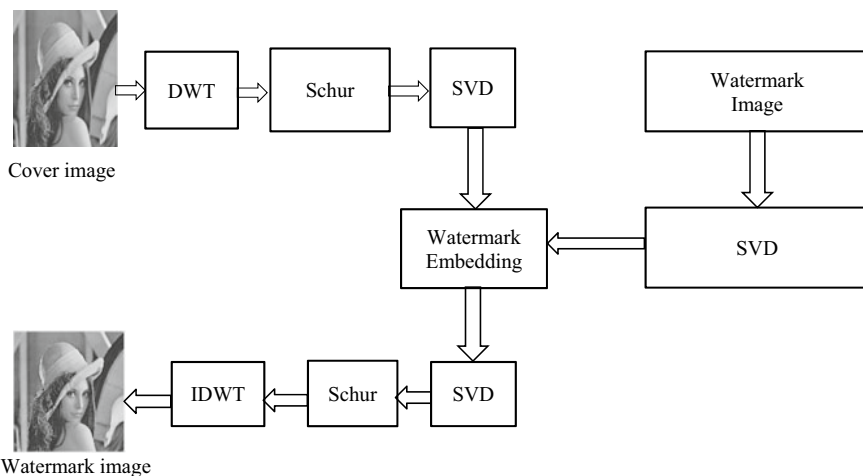 DWT
Schur
SVD
Watermark
Image
Cover image
Watermark
Embedding
SVD
IDWT
Schur
SVD
Watermark image